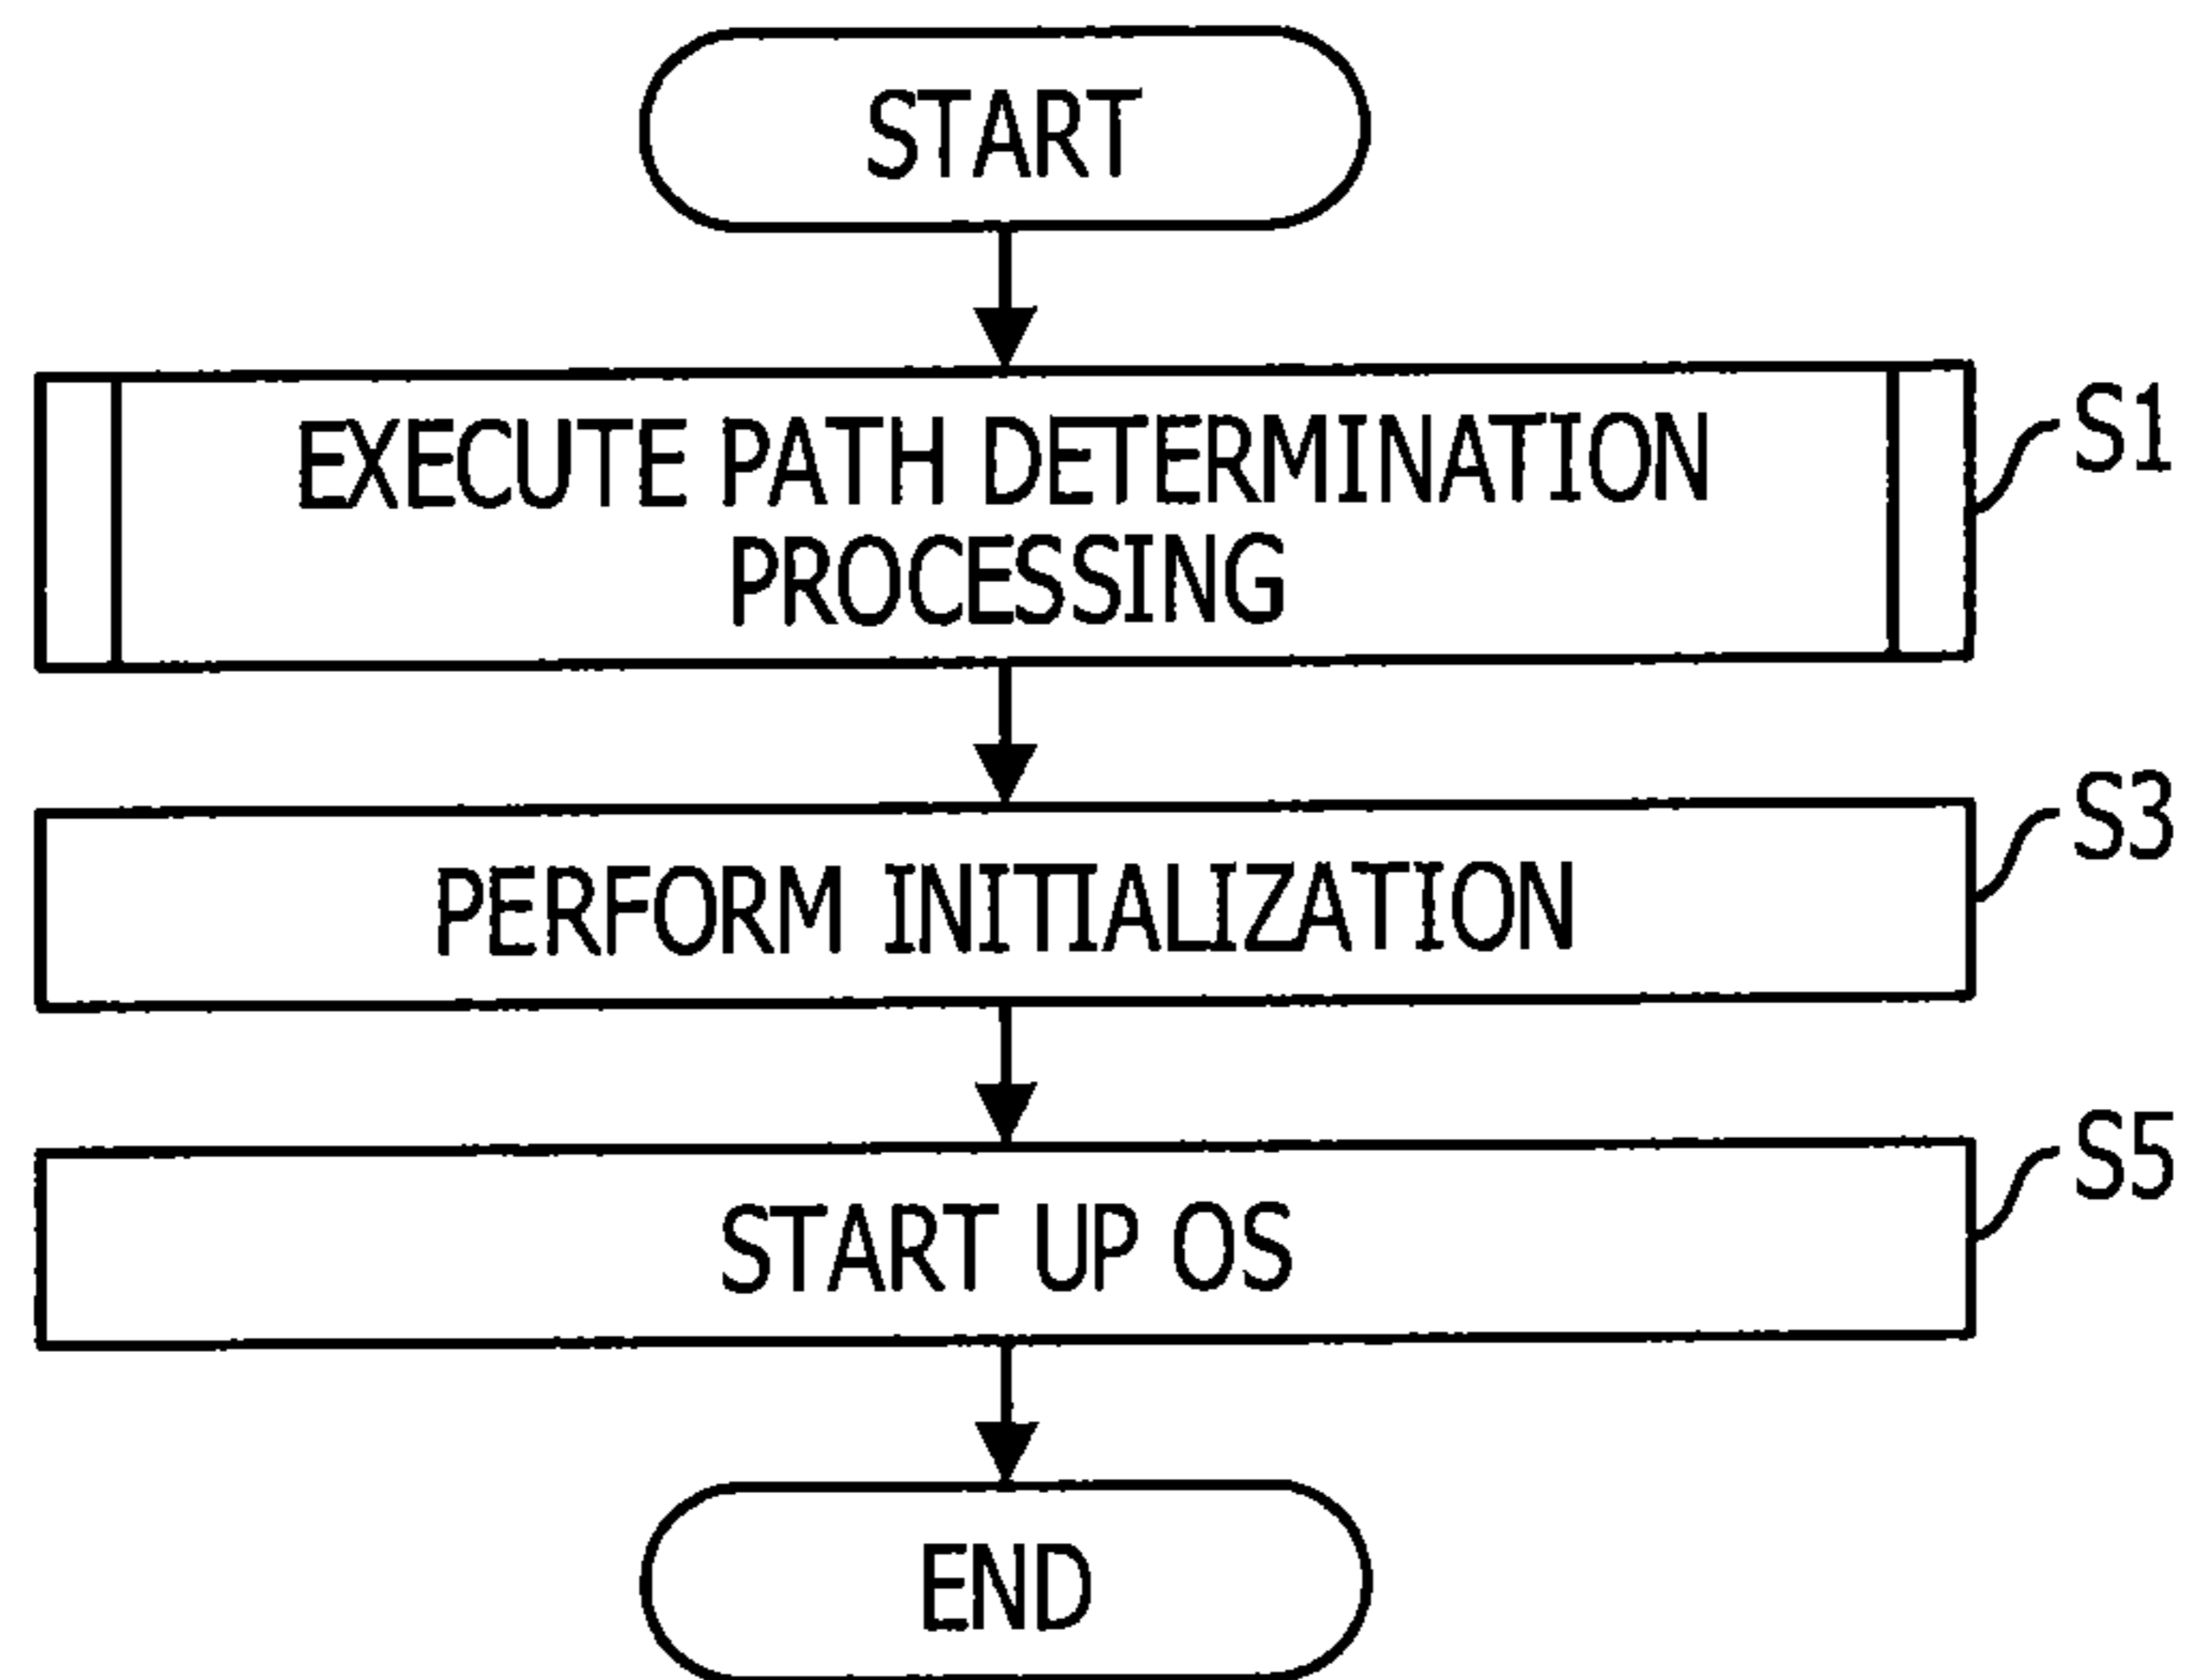 START
EXECUTE PATH DETERMINATION
PROCESSING
S1
PERFORM INITIALIZATION
S3
START UP OS
S5
END